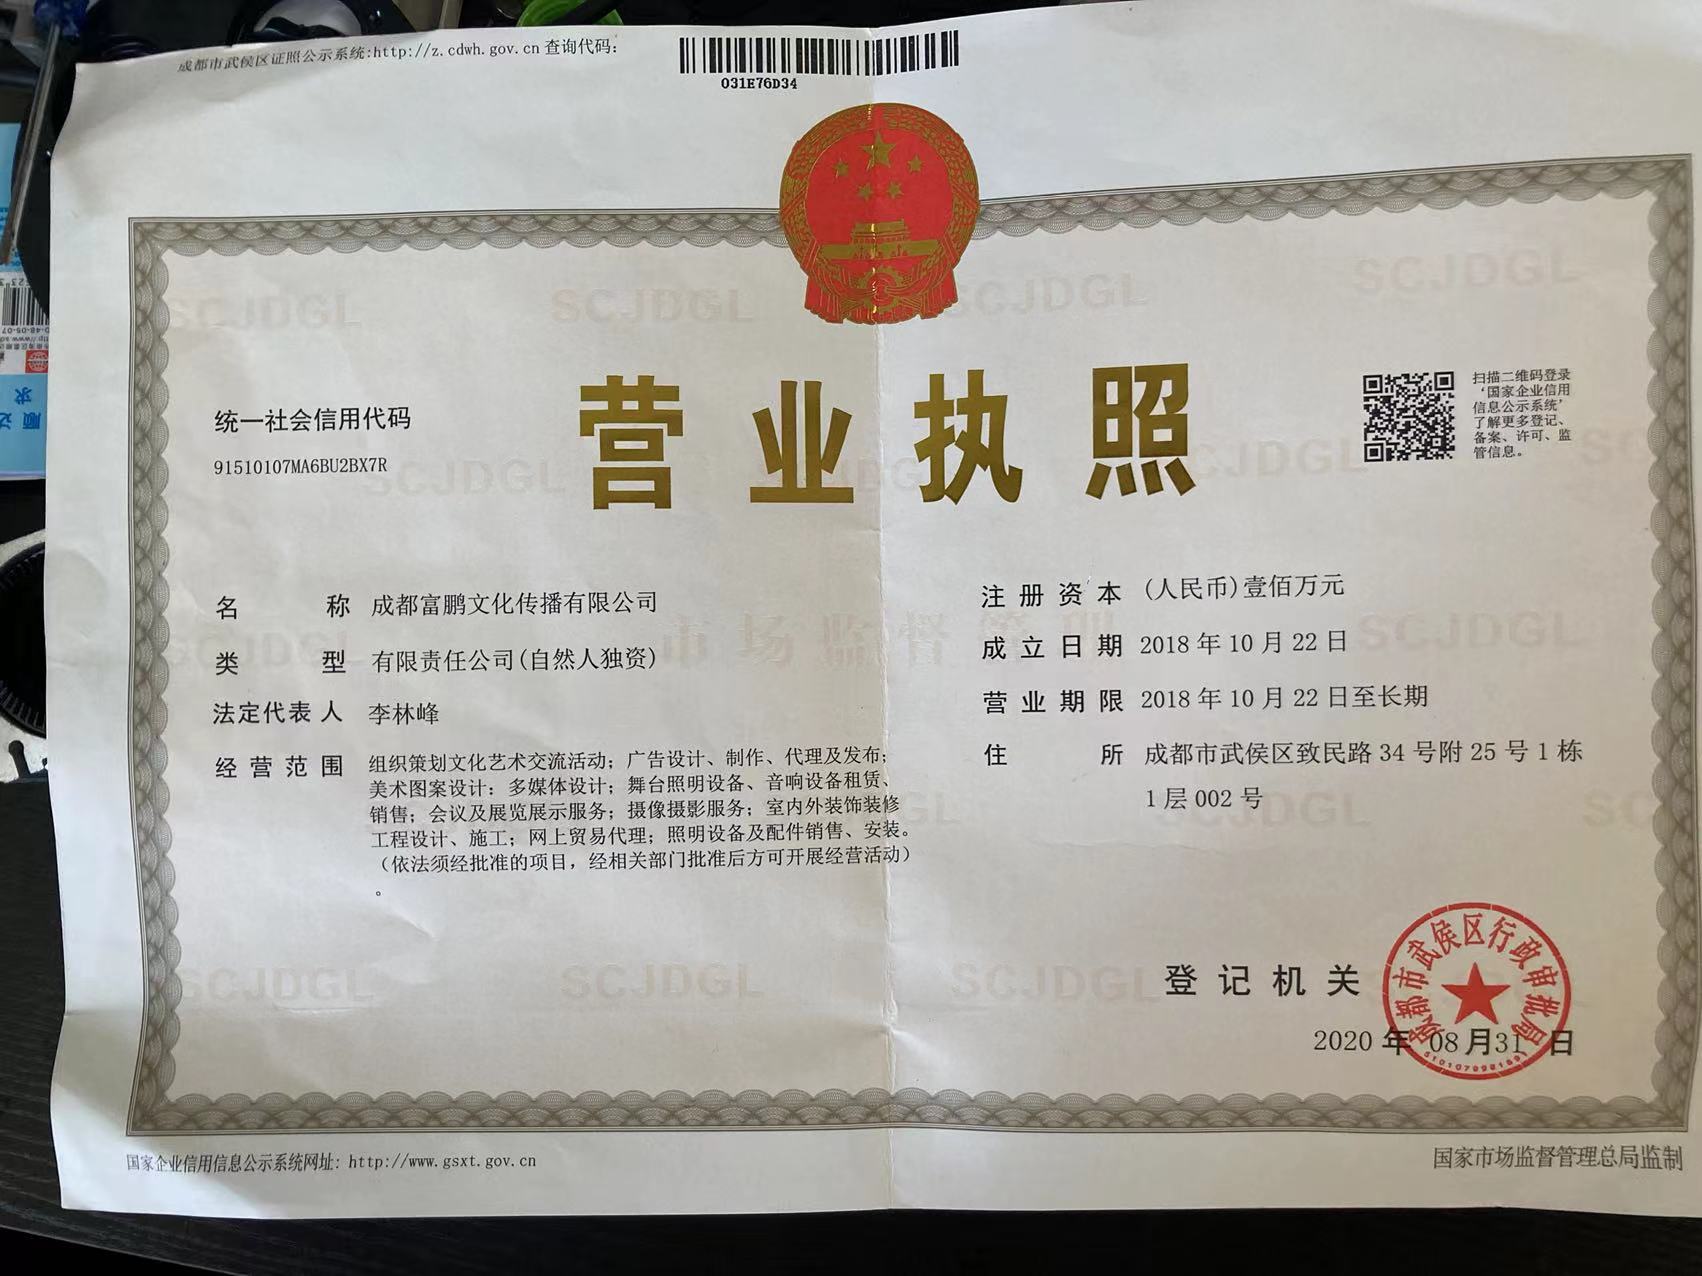 成都市武侯区证照公示系统:http://z.cdwh.gov.cn 查询代码:
031E76D34
SCJDGL SCJDGL SCJDGL SCJDGL
营业执照
统一社会信用代码
91510107MA6BU2BX7R
扫描二维码登录
‘国家企业信用
信息公示系统’
了解更多登记、
备案、许可、监
管信息。
名称 成都富鹏文化传播有限公司
类型 有限责任公司(自然人独资)
法定代表人 李林峰
经营范围 组织策划文化艺术交流活动；广告设计、制作、代理及发布；
美术图案设计；多媒体设计；舞台照明设备、音响设备租赁、
销售；会议及展览展示服务；摄像摄影服务；室内外装饰装修
工程设计、施工；网上贸易代理；照明设备及配件销售、安装。
（依法须经批准的项目，经相关部门批准后方可开展经营活动）
。
注册资本 (人民币)壹佰万元
成立日期 2018年10月22日
营业期限 2018年10月22日至长期
住所 成都市武侯区致民路34号附25号1栋
1层002号
市场监督管理
登记机关
成都市武侯区行政审批局
2020年08月31日
国家企业信用信息公示系统网址: http://www.gsxt.gov.cn
国家市场监督管理总局监制